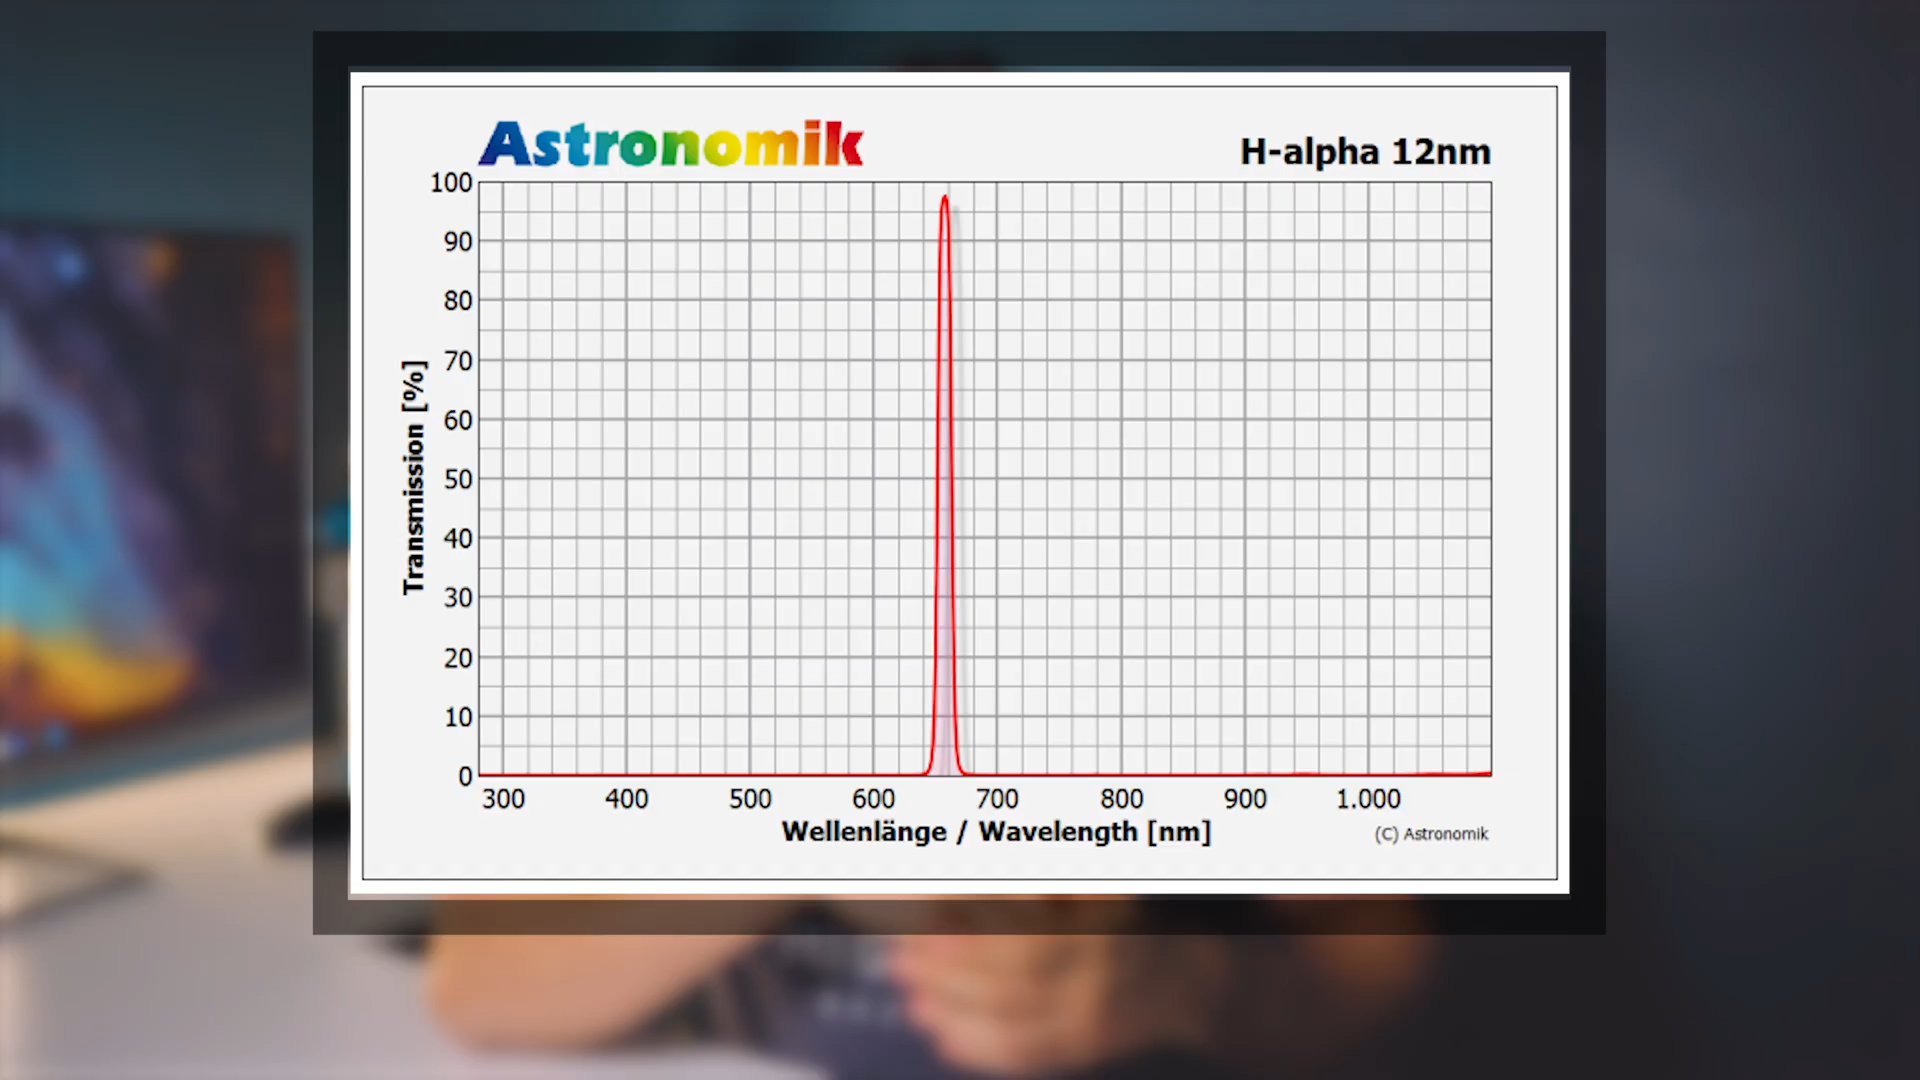 Astronomik
H-alpha 12nm
100
90
80
70
60
50
40
30
20
10
0
Transmission [%]
300 400 500 600 700 800 900 1.000
Wellenlänge / Wavelength [nm]
(C) Astronomik